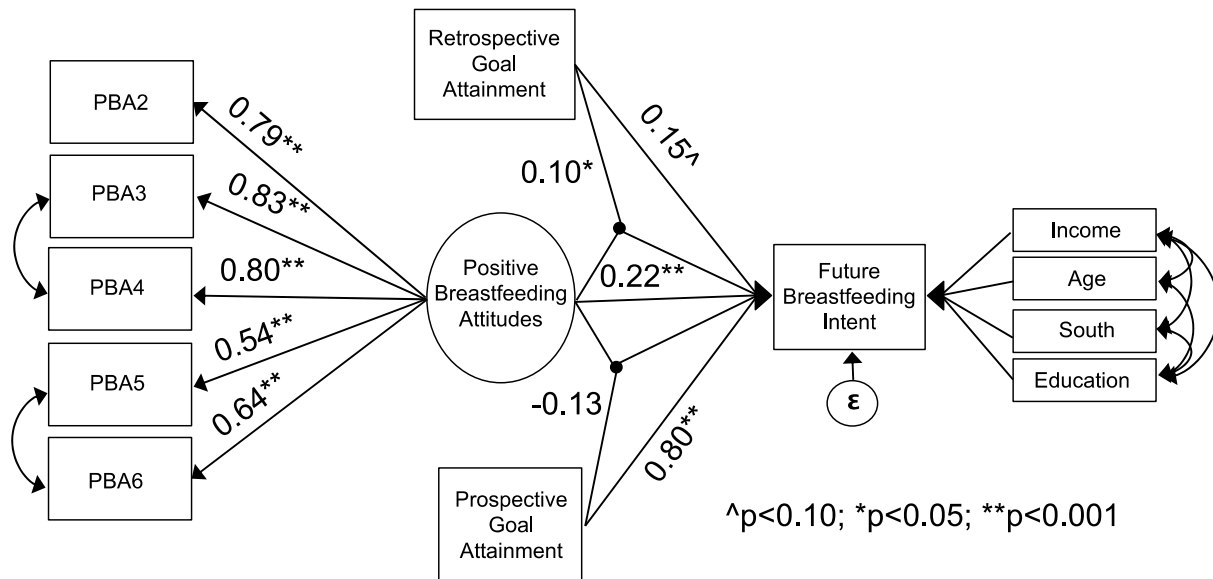 PBA2
PBA3
PBA4
PBA5
PBA6
0.79**
0.83**
0.80**
0.54**
0.64**
Positive
Breastfeeding
Attitudes
Retrospective
Goal
Attainment
0.10*
0.15^
0.22**
-0.13
0.80**
Prospective
Goal
Attainment
Future
Breastfeeding
Intent
ε
Income
Age
South
Education
^p<0.10; *p<0.05; **p<0.001